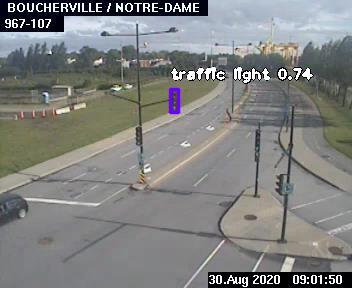 BOUCHERVILLE / NOTRE-DAME
967-107
traffic light 0.74
30.Aug 2020 09:01:50